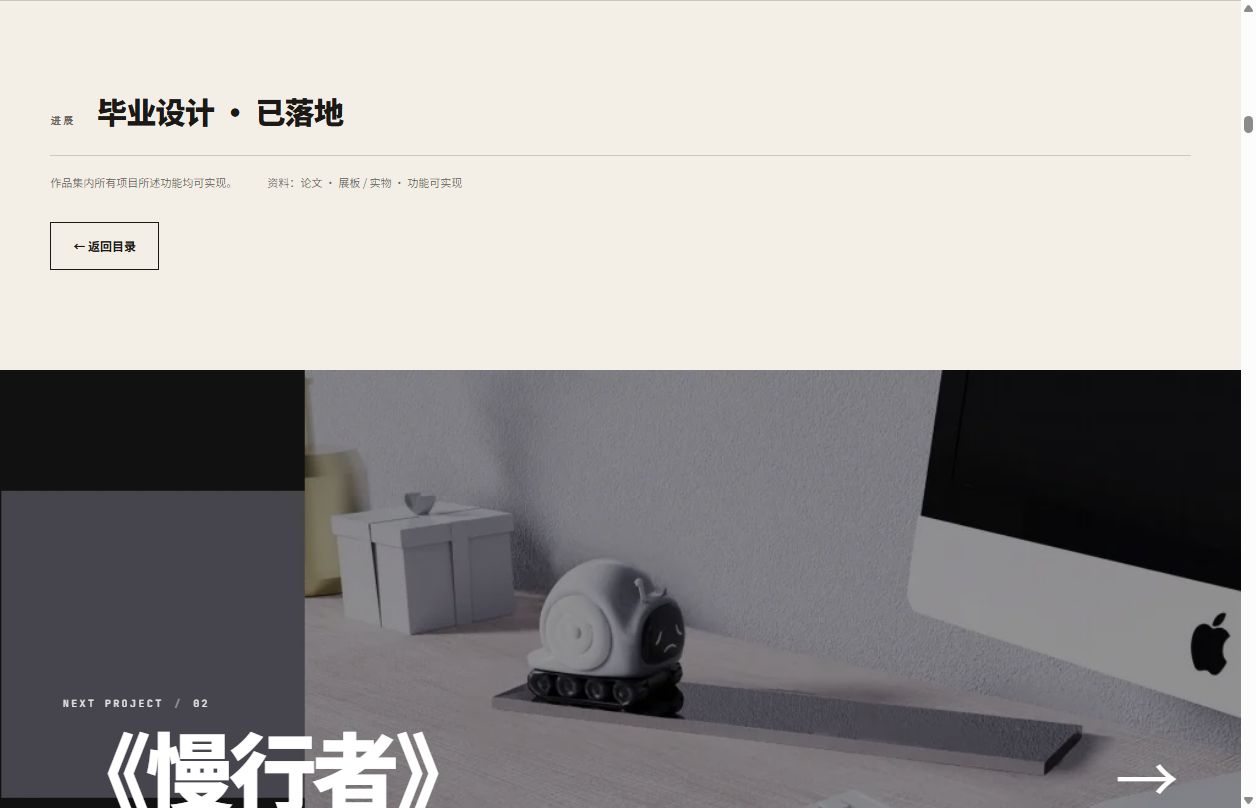 进展 毕业设计 · 已落地
作品集内所有项目所述功能均可实现。 资料：论文 · 展板 / 实物 · 功能可实现
← 返回目录
NEXT PROJECT / 02
《慢行者》
→